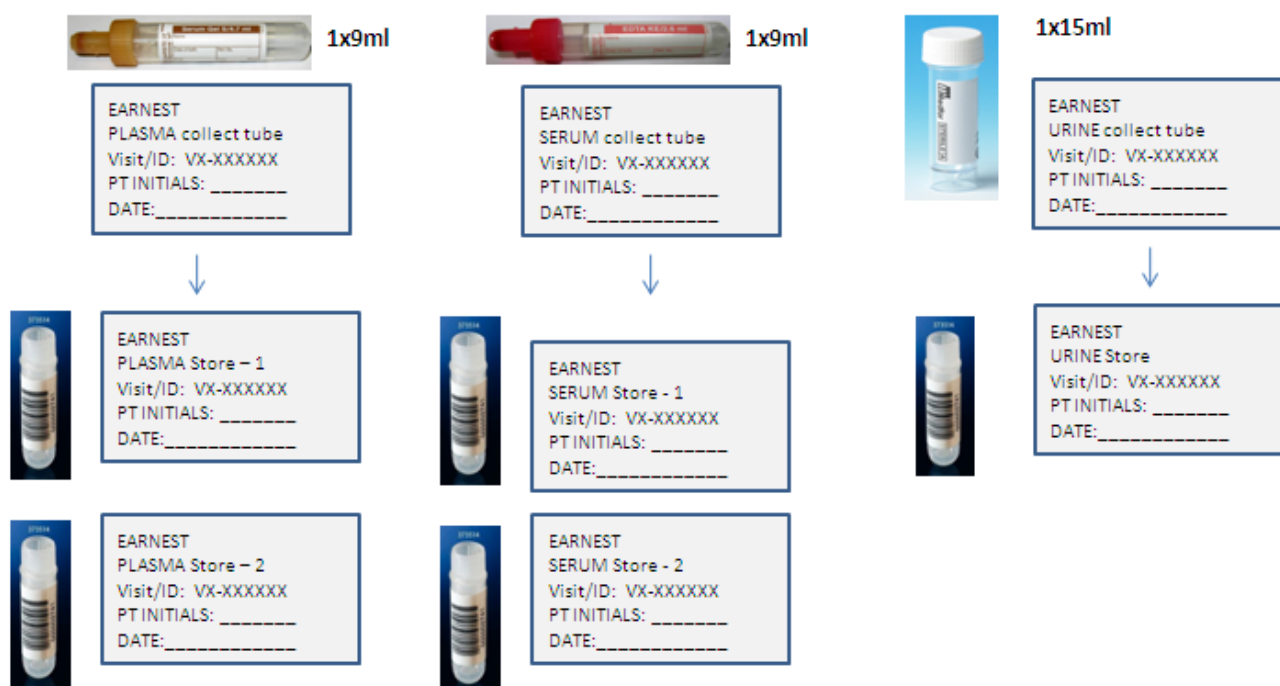 Serum Gel S/4.7 ml
1x9ml
EARNEST
PLASMA collect tube
Visit/ID: VX-XXXXXX
PT INITIALS: _______
DATE:____________
EARNEST
PLASMA Store – 1
Visit/ID: VX-XXXXXX
PT INITIALS: _______
DATE:____________
EARNEST
PLASMA Store – 2
Visit/ID: VX-XXXXXX
PT INITIALS: _______
DATE:____________
1x9ml
EARNEST
SERUM collect tube
Visit/ID: VX-XXXXXX
PT INITIALS: _______
DATE:____________
EARNEST
SERUM Store - 1
Visit/ID: VX-XXXXXX
PT INITIALS: _______
DATE:____________
EARNEST
SERUM Store - 2
Visit/ID: VX-XXXXXX
PT INITIALS: _______
DATE:____________
1x15ml
EARNEST
URINE collect tube
Visit/ID: VX-XXXXXX
PT INITIALS: _______
DATE:____________
EARNEST
URINE Store
Visit/ID: VX-XXXXXX
PT INITIALS: _______
DATE:____________